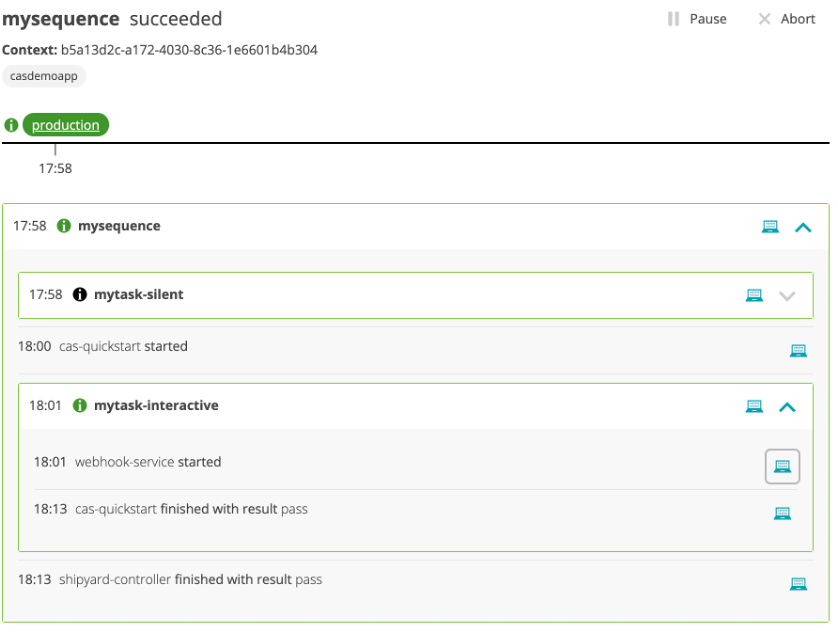 mysequence succeeded
Pause
Abort
Context: b5a13d2c-a172-4030-8c36-1e6601b4b304
casdemoapp
production
17:58
17:58 mysequence
17:58 mytask-silent
18:00 cas-quickstart started
18:01 mytask-interactive
18:01 webhook-service started
18:13 cas-quickstart finished with result pass
18:13 shipyard-controller finished with result pass